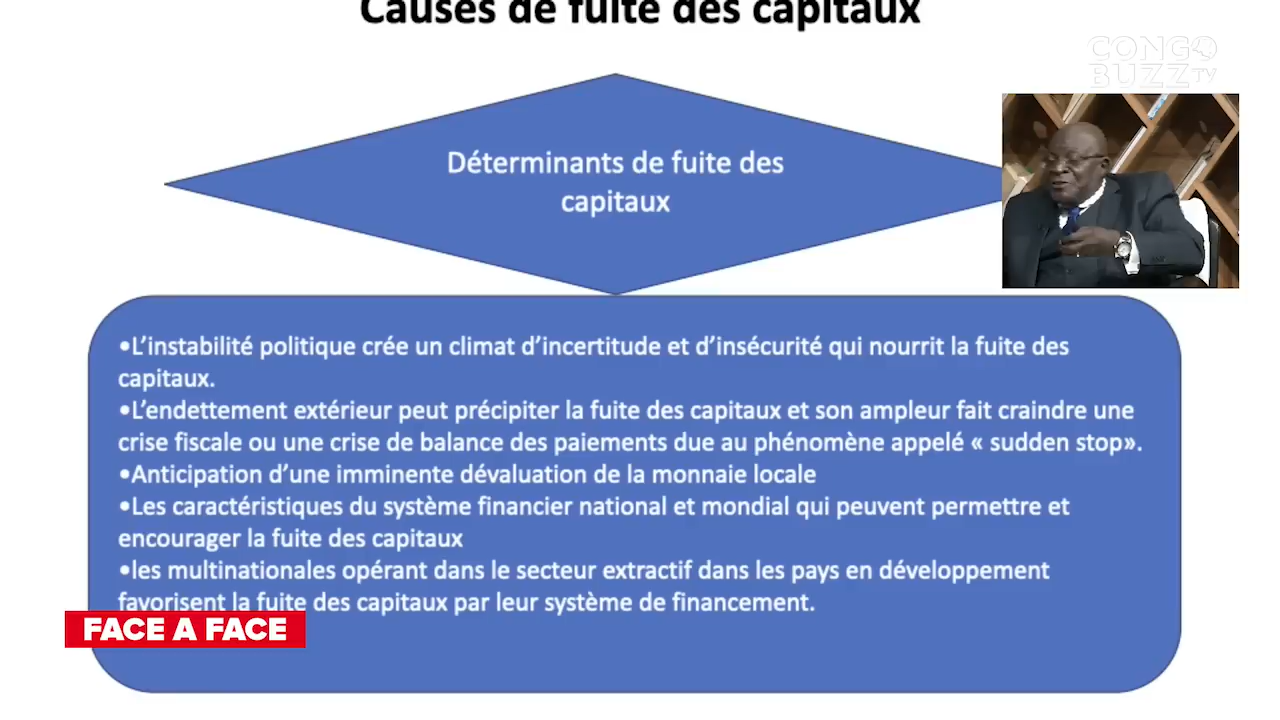 Causes de fuite des capitaux
CONGO
BUZZ TV
Déterminants de fuite des
capitaux
•L’instabilité politique crée un climat d’incertitude et d’insécurité qui nourrit la fuite des
capitaux.
•L’endettement extérieur peut précipiter la fuite des capitaux et son ampleur fait craindre une
crise fiscale ou une crise de balance des paiements due au phénomène appelé « sudden stop».
•Anticipation d’une imminente dévaluation de la monnaie locale
•Les caractéristiques du système financier national et mondial qui peuvent permettre et
encourager la fuite des capitaux
•les multinationales opérant dans le secteur extractif dans les pays en développement
favorisent la fuite des capitaux par leur système de financement.
FACE A FACE